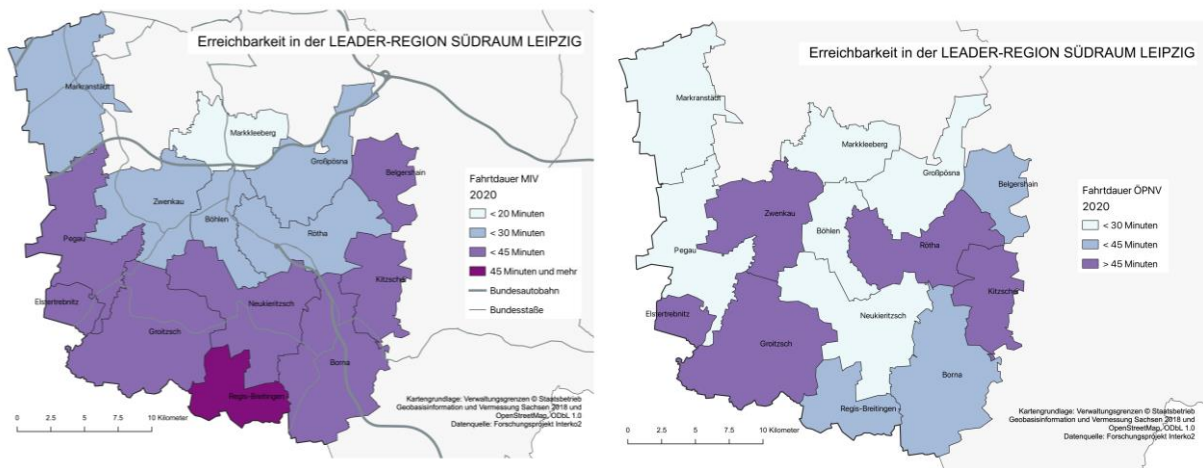 Erreichbarkeit in der LEADER-REGION SÜDRAUM LEIPZIG
Markranstädt
Markkleeberg
Großpösna
Belgershain
Zwenkau
Böhlen
Rötha
Pegau
Kitzscher
Elstertrebnitz
Neukieritzsch
Groitzsch
Borna
Regis-Breitingen
Fahrtdauer MIV
2020
< 20 Minuten
< 30 Minuten
< 45 Minuten
45 Minuten und mehr
Bundesautobahn
Bundesstaße
0 2.5 5 7.5 10 Kilometer
Kartengrundlage: Verwaltungsgrenzen © Staatsbetrieb
Geobasisinformation und Vermessung Sachsen 2018 und
OpenStreetMap, ODbL 1.0
Datenquelle: Forschungsprojekt Interko2
Erreichbarkeit in der LEADER-REGION SÜDRAUM LEIPZIG
Markranstädt
Markkleeberg
Großpösna
Belgershain
Zwenkau
Böhlen
Rötha
Pegau
Kitzscher
Elstertrebnitz
Neukieritzsch
Groitzsch
Borna
Regis-Breitingen
Fahrtdauer ÖPNV
2020
< 30 Minuten
< 45 Minuten
> 45 Minuten
0 2.5 5 7.5 10 Kilometer
Kartengrundlage: Verwaltungsgrenzen © Staatsbetrieb
Geobasisinformation und Vermessung Sachsen 2018 und
OpenStreetMap, ODbL 1.0
Datenquelle: Forschungsprojekt Interko2